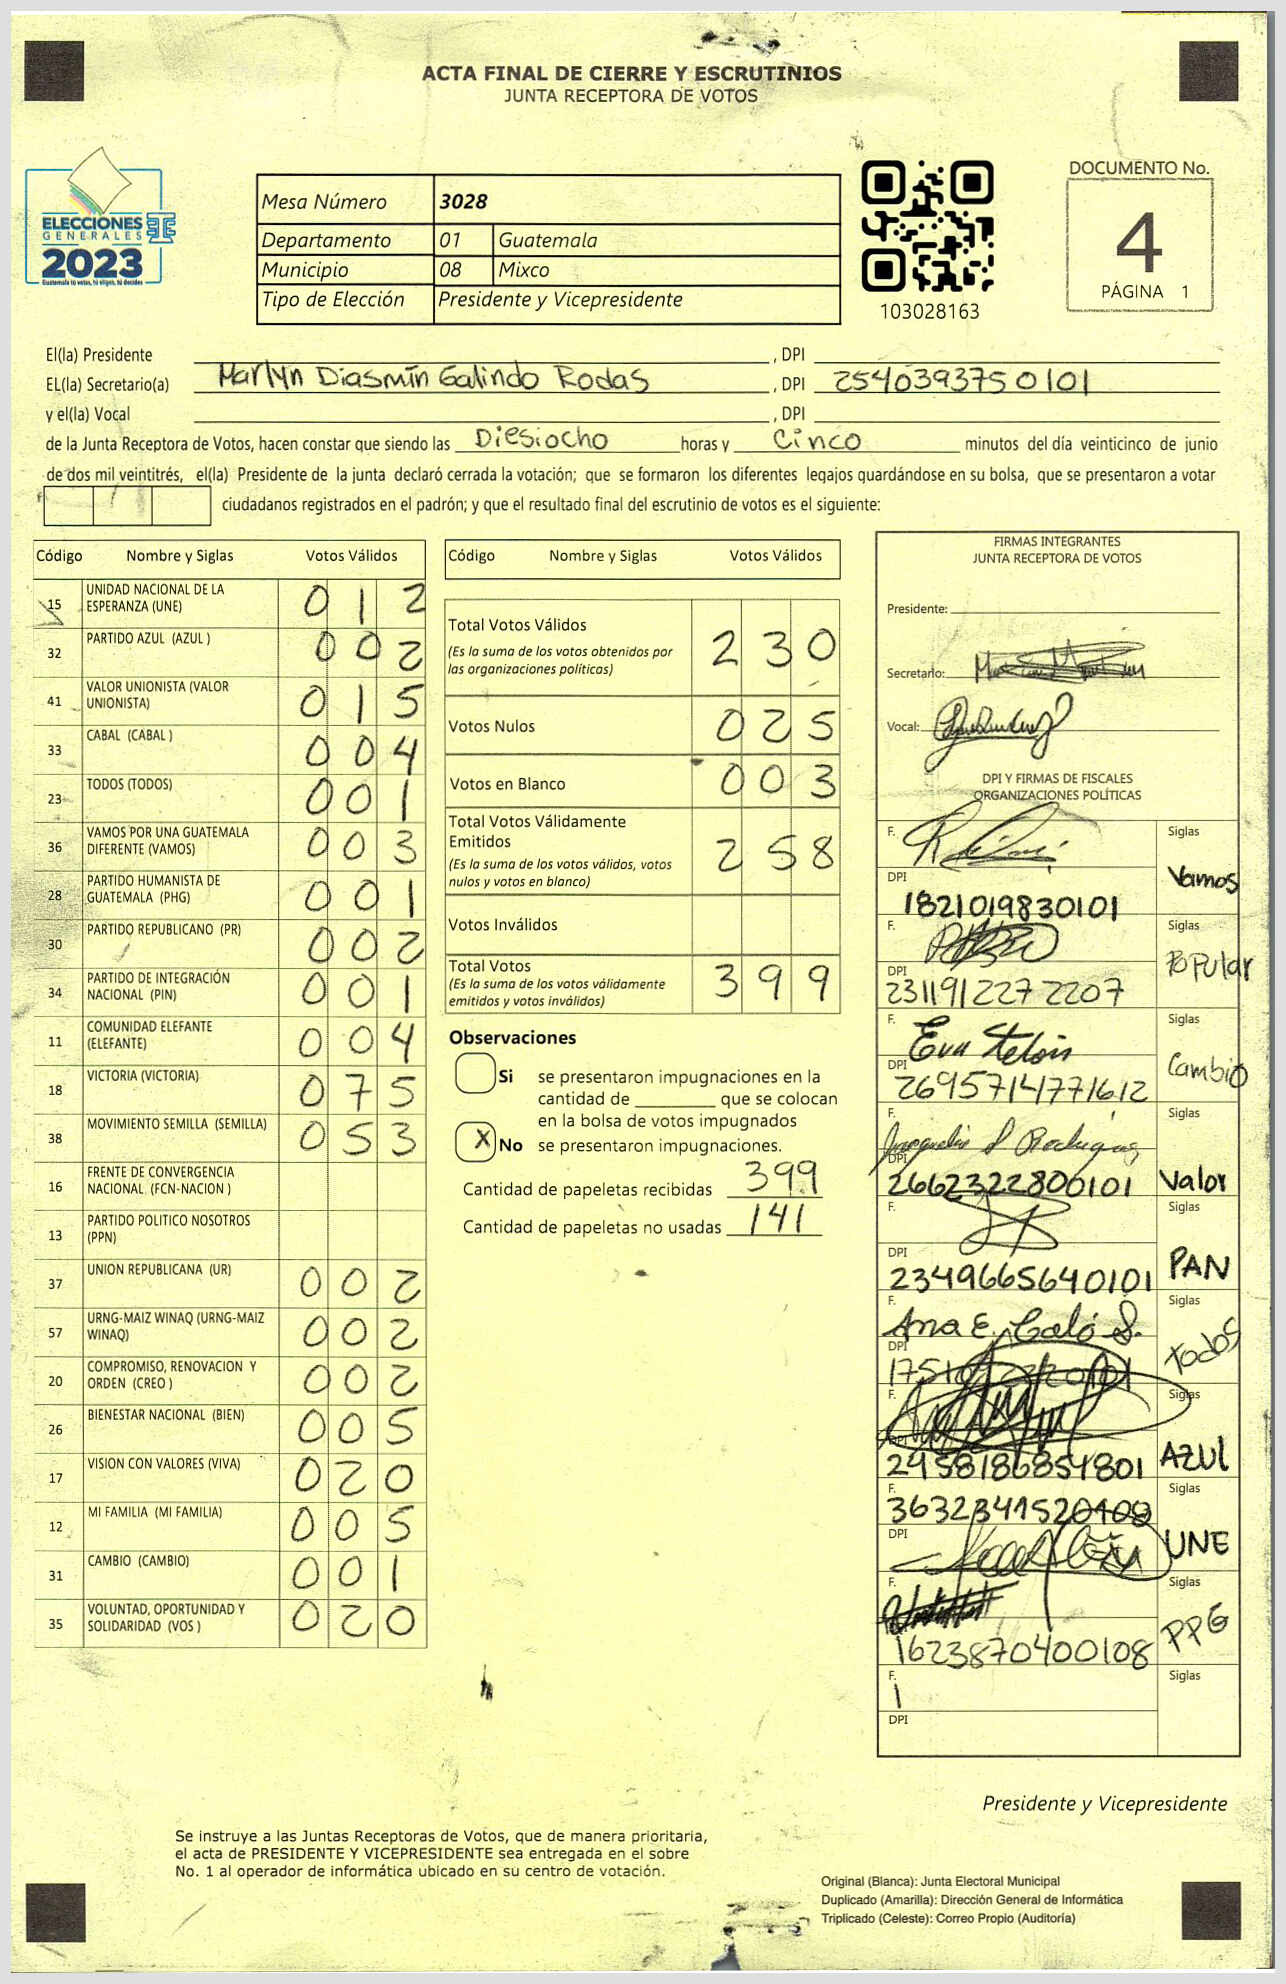 ACTA FINAL DE CIERRE Y ESCRUTINIOS
JUNTA RECEPTORA DE VOTOS
ELECCIONES
GENERALES
2023
Guatemala tu votas, tú eliges, tú decides
Mesa Número 3028
Departamento 01 Guatemala
Municipio 08 Mixco
Tipo de Elección Presidente y Vicepresidente
103028163
DOCUMENTO No.
4
PÁGINA 1
El(la) Presidente , DPI
EL(la) Secretario(a) Marlyn Diasmín Galindo Rodas , DPI 2540393750101
y el(la) Vocal , DPI
de la Junta Receptora de Votos, hacen constar que siendo las Diesiocho horas y Cinco minutos del día veinticinco de junio
de dos mil veintitrés, el(la) Presidente de la junta declaró cerrada la votación; que se formaron los diferentes legajos guardándose en su bolsa, que se presentaron a votar
ciudadanos registrados en el padrón; y que el resultado final del escrutinio de votos es el siguiente:
Código Nombre y Siglas Votos Válidos
15 UNIDAD NACIONAL DE LA ESPERANZA (UNE) 0 1 2
32 PARTIDO AZUL (AZUL ) 0 0 2
41 VALOR UNIONISTA (VALOR UNIONISTA) 0 1 5
33 CABAL (CABAL ) 0 0 4
23 TODOS (TODOS) 0 0 1
36 VAMOS POR UNA GUATEMALA DIFERENTE (VAMOS) 0 0 3
28 PARTIDO HUMANISTA DE GUATEMALA (PHG) 0 0 1
30 PARTIDO REPUBLICANO (PR) 0 0 2
34 PARTIDO DE INTEGRACIÓN NACIONAL (PIN) 0 0 1
11 COMUNIDAD ELEFANTE (ELEFANTE) 0 0 4
18 VICTORIA (VICTORIA) 0 7 5
38 MOVIMIENTO SEMILLA (SEMILLA) 0 5 3
16 FRENTE DE CONVERGENCIA NACIONAL (FCN-NACION )
13 PARTIDO POLITICO NOSOTROS (PPN)
37 UNION REPUBLICANA (UR) 0 0 2
57 URNG-MAIZ WINAQ (URNG-MAIZ WINAQ) 0 0 2
20 COMPROMISO, RENOVACION Y ORDEN (CREO ) 0 0 2
26 BIENESTAR NACIONAL (BIEN) 0 0 5
17 VISION CON VALORES (VIVA) 0 2 0
12 MI FAMILIA (MI FAMILIA) 0 0 5
31 CAMBIO (CAMBIO) 0 0 1
35 VOLUNTAD, OPORTUNIDAD Y SOLIDARIDAD (VOS ) 0 2 0
Código Nombre y Siglas Votos Válidos
Total Votos Válidos 2 3 0
(Es la suma de los votos obtenidos por
las organizaciones políticas)
Votos Nulos 0 2 5
Votos en Blanco 0 0 3
Total Votos Válidamente
Emitidos 2 5 8
(Es la suma de los votos válidos, votos
nulos y votos en blanco)
Votos Inválidos
Total Votos 3 9 9
(Es la suma de los votos válidamente
emitidos y votos inválidos)
Observaciones
Si se presentaron impugnaciones en la
cantidad de que se colocan
en la bolsa de votos impugnados
X No se presentaron impugnaciones.
Cantidad de papeletas recibidas 399
Cantidad de papeletas no usadas 141
FIRMAS INTEGRANTES
JUNTA RECEPTORA DE VOTOS
Presidente:
Secretario:
Vocal:
DPI Y FIRMAS DE FISCALES
ORGANIZACIONES POLÍTICAS
F. Siglas
DPI 1821019830101 Vamos
F. Siglas
DPI 2311912272207 Popular
F. Eva Siglas
DPI 2695714771612 Cambio
F. Siglas
DPI 2662322800101 Valor
F. Siglas
DPI 2349665640101 PAN
F. Ana E. Caló S. Siglas
DPI Todos
F. Siglas
DPI 2958186854801 AZUL
F. Siglas
DPI UNE
F. Siglas
1623870400108 PPG
F. Siglas
DPI
Presidente y Vicepresidente
Se instruye a las Juntas Receptoras de Votos, que de manera prioritaria,
el acta de PRESIDENTE Y VICEPRESIDENTE sea entregada en el sobre
No. 1 al operador de informática ubicado en su centro de votación.
Original (Blanca): Junta Electoral Municipal
Duplicado (Amarilla): Dirección General de Informática
Triplicado (Celeste): Correo Propio (Auditoría)